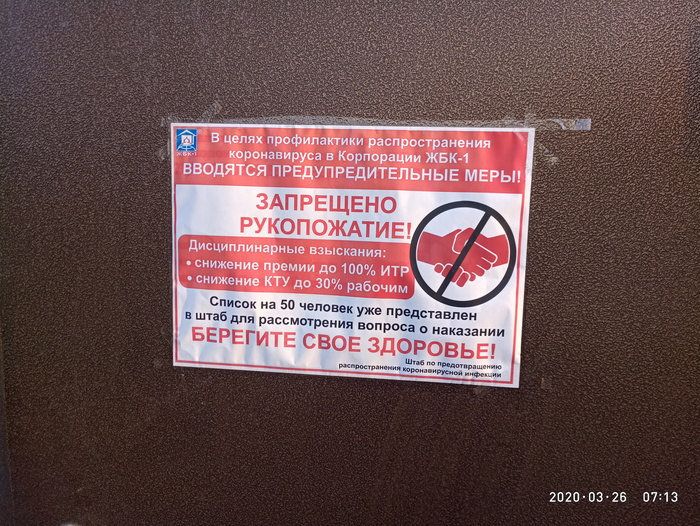 ЖБК-1
В целях профилактики распространения
коронавируса в Корпорации ЖБК-1
ВВОДЯТСЯ ПРЕДУПРЕДИТЕЛЬНЫЕ МЕРЫ!
ЗАПРЕЩЕНО
РУКОПОЖАТИЕ!
Дисциплинарные взыскания:
• снижение премии до 100% ИТР
• снижение КТУ до 30% рабочим
Список на 50 человек уже представлен
в штаб для рассмотрения вопроса о наказании
БЕРЕГИТЕ СВОЕ ЗДОРОВЬЕ!
Штаб по предотвращению
распространения коронавирусной инфекции
2020·03·26 07:13